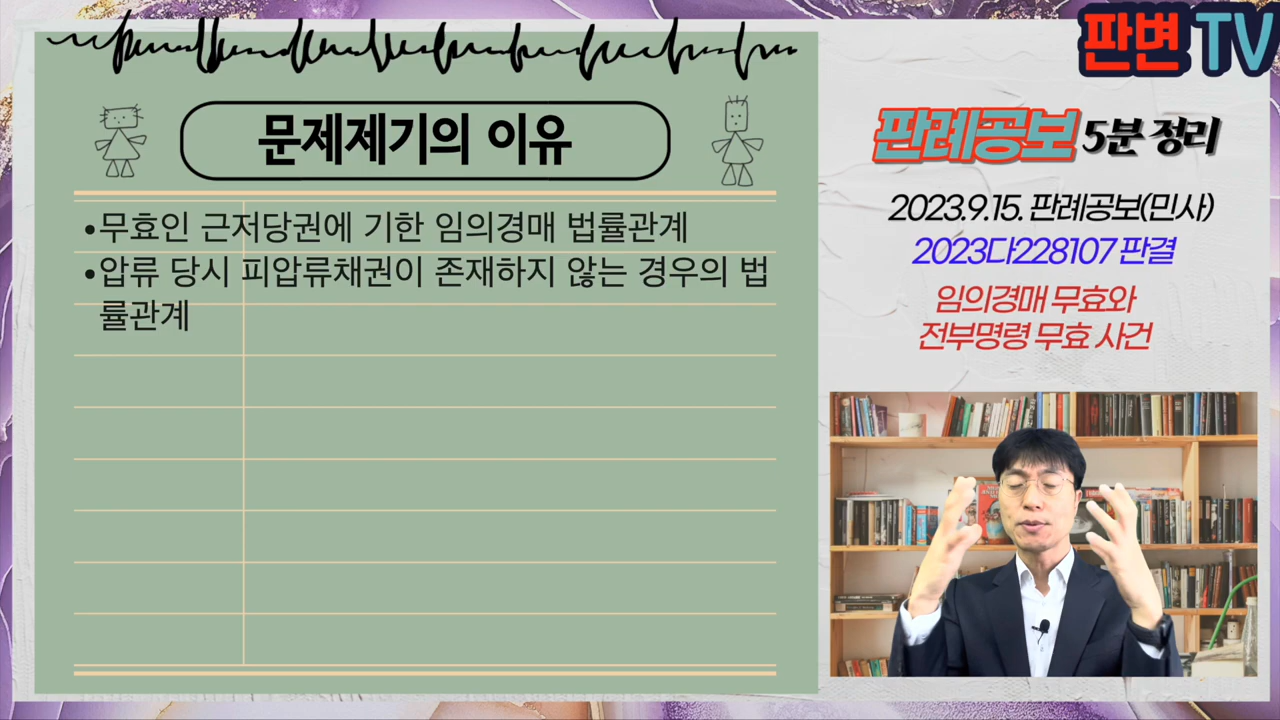 문제제기의 이유
•무효인 근저당권에 기한 임의경매 법률관계
•압류 당시 피압류채권이 존재하지 않는 경우의 법
률관계
판변 TV
판례공보 5분 정리
2023.9.15. 판례공보(민사)
2023다228107 판결
임의경매 무효와
전부명령 무효 사건